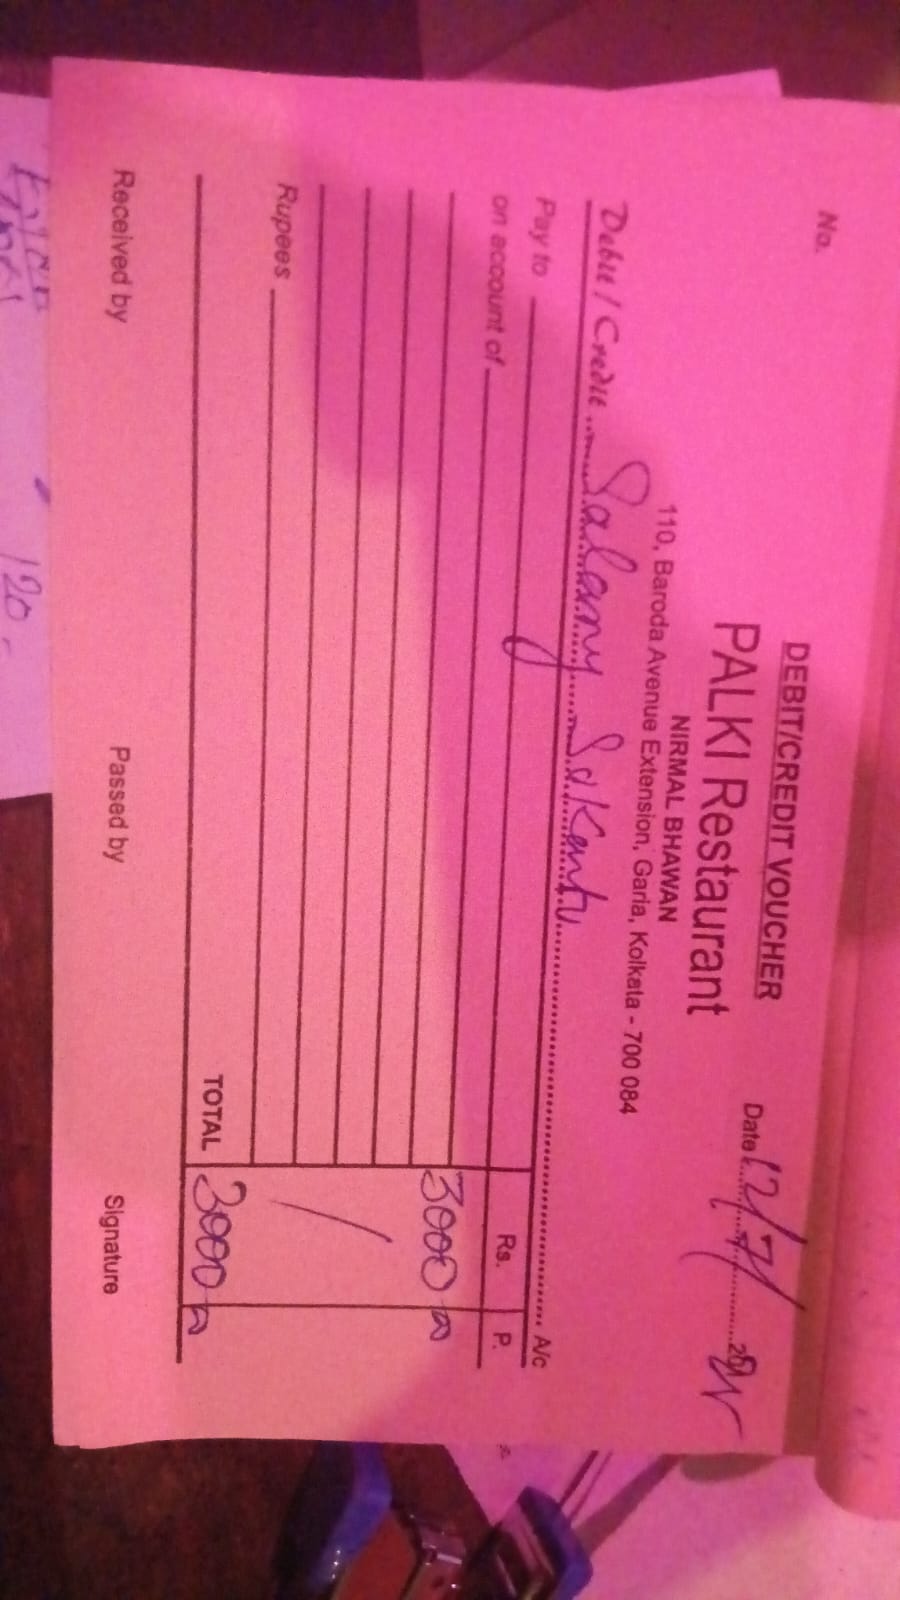 DEBIT/CREDIT VOUCHER
PALKI Restaurant
NIRMAL BHAWAN
110, Baroda Avenue Extension, Garia, Kolkata - 700 084
No.
Date 12/7/ 20
Debit / Credit Salary A/c
Pay to Rs. P.
on account of 3000
Rupees
TOTAL 3000
Received by Passed by Signature
120 -